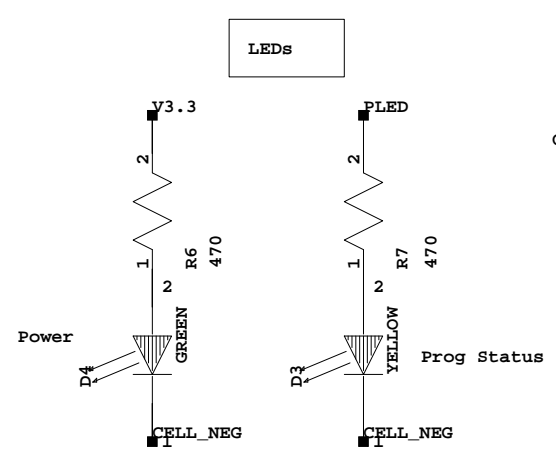 LEDs
V3.3
PLED
2
2
R6
470
R7
470
1
1
2
2
GREEN
YELLOW
Power
Prog Status
D4
D3
CELL_NEG
CELL_NEG
1
1